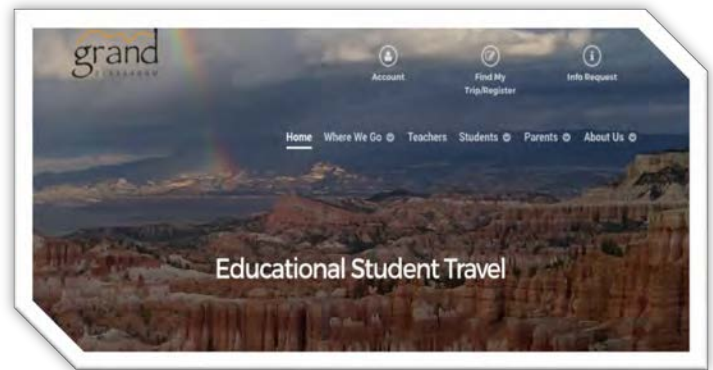 grand
CLASSROOM
Account
Find My
Trip/Register
Info Request
Home Where We Go Teachers Students Parents About Us
Educational Student Travel